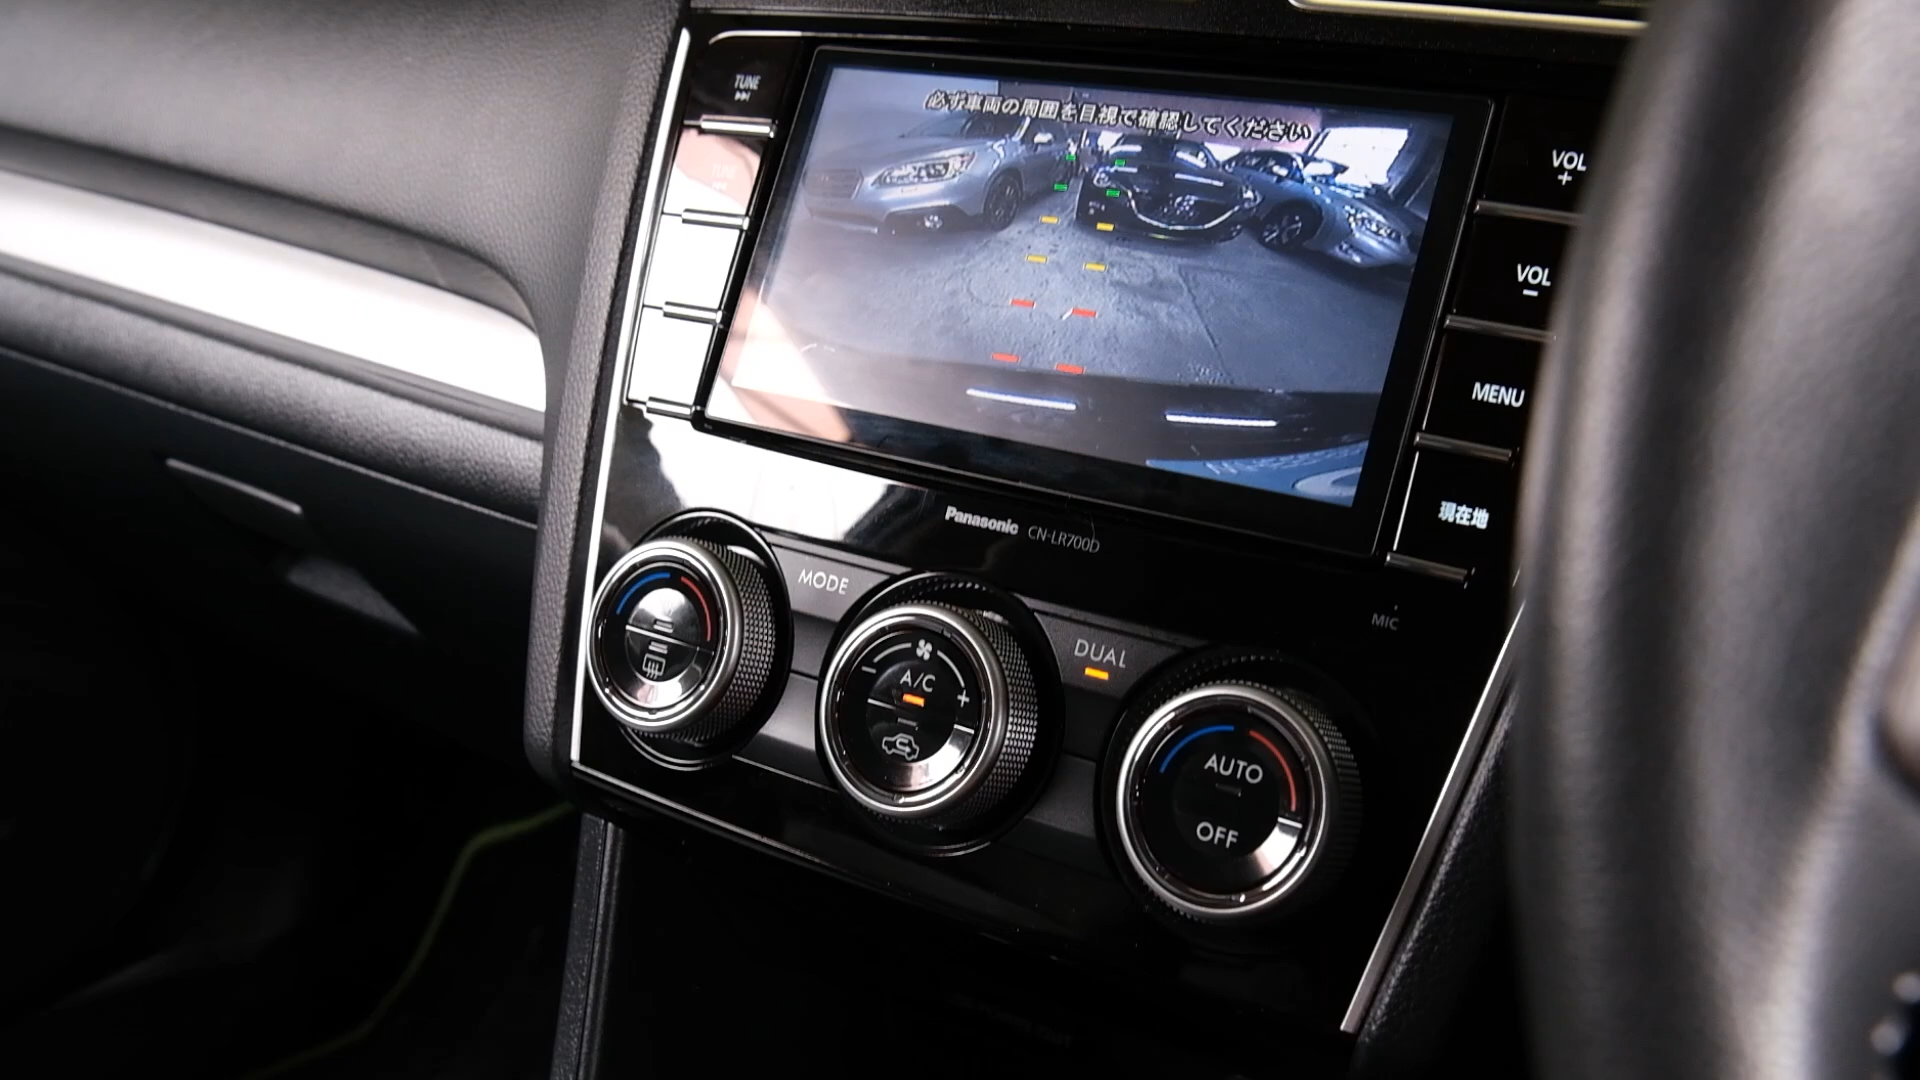 TUNE
必ず車両の周囲を目視で確認してください
VOL
+
VOL
−
MENU
現在地
Panasonic CN-LR700D
MIC
MODE
DUAL
A/C
− +
AUTO
OFF